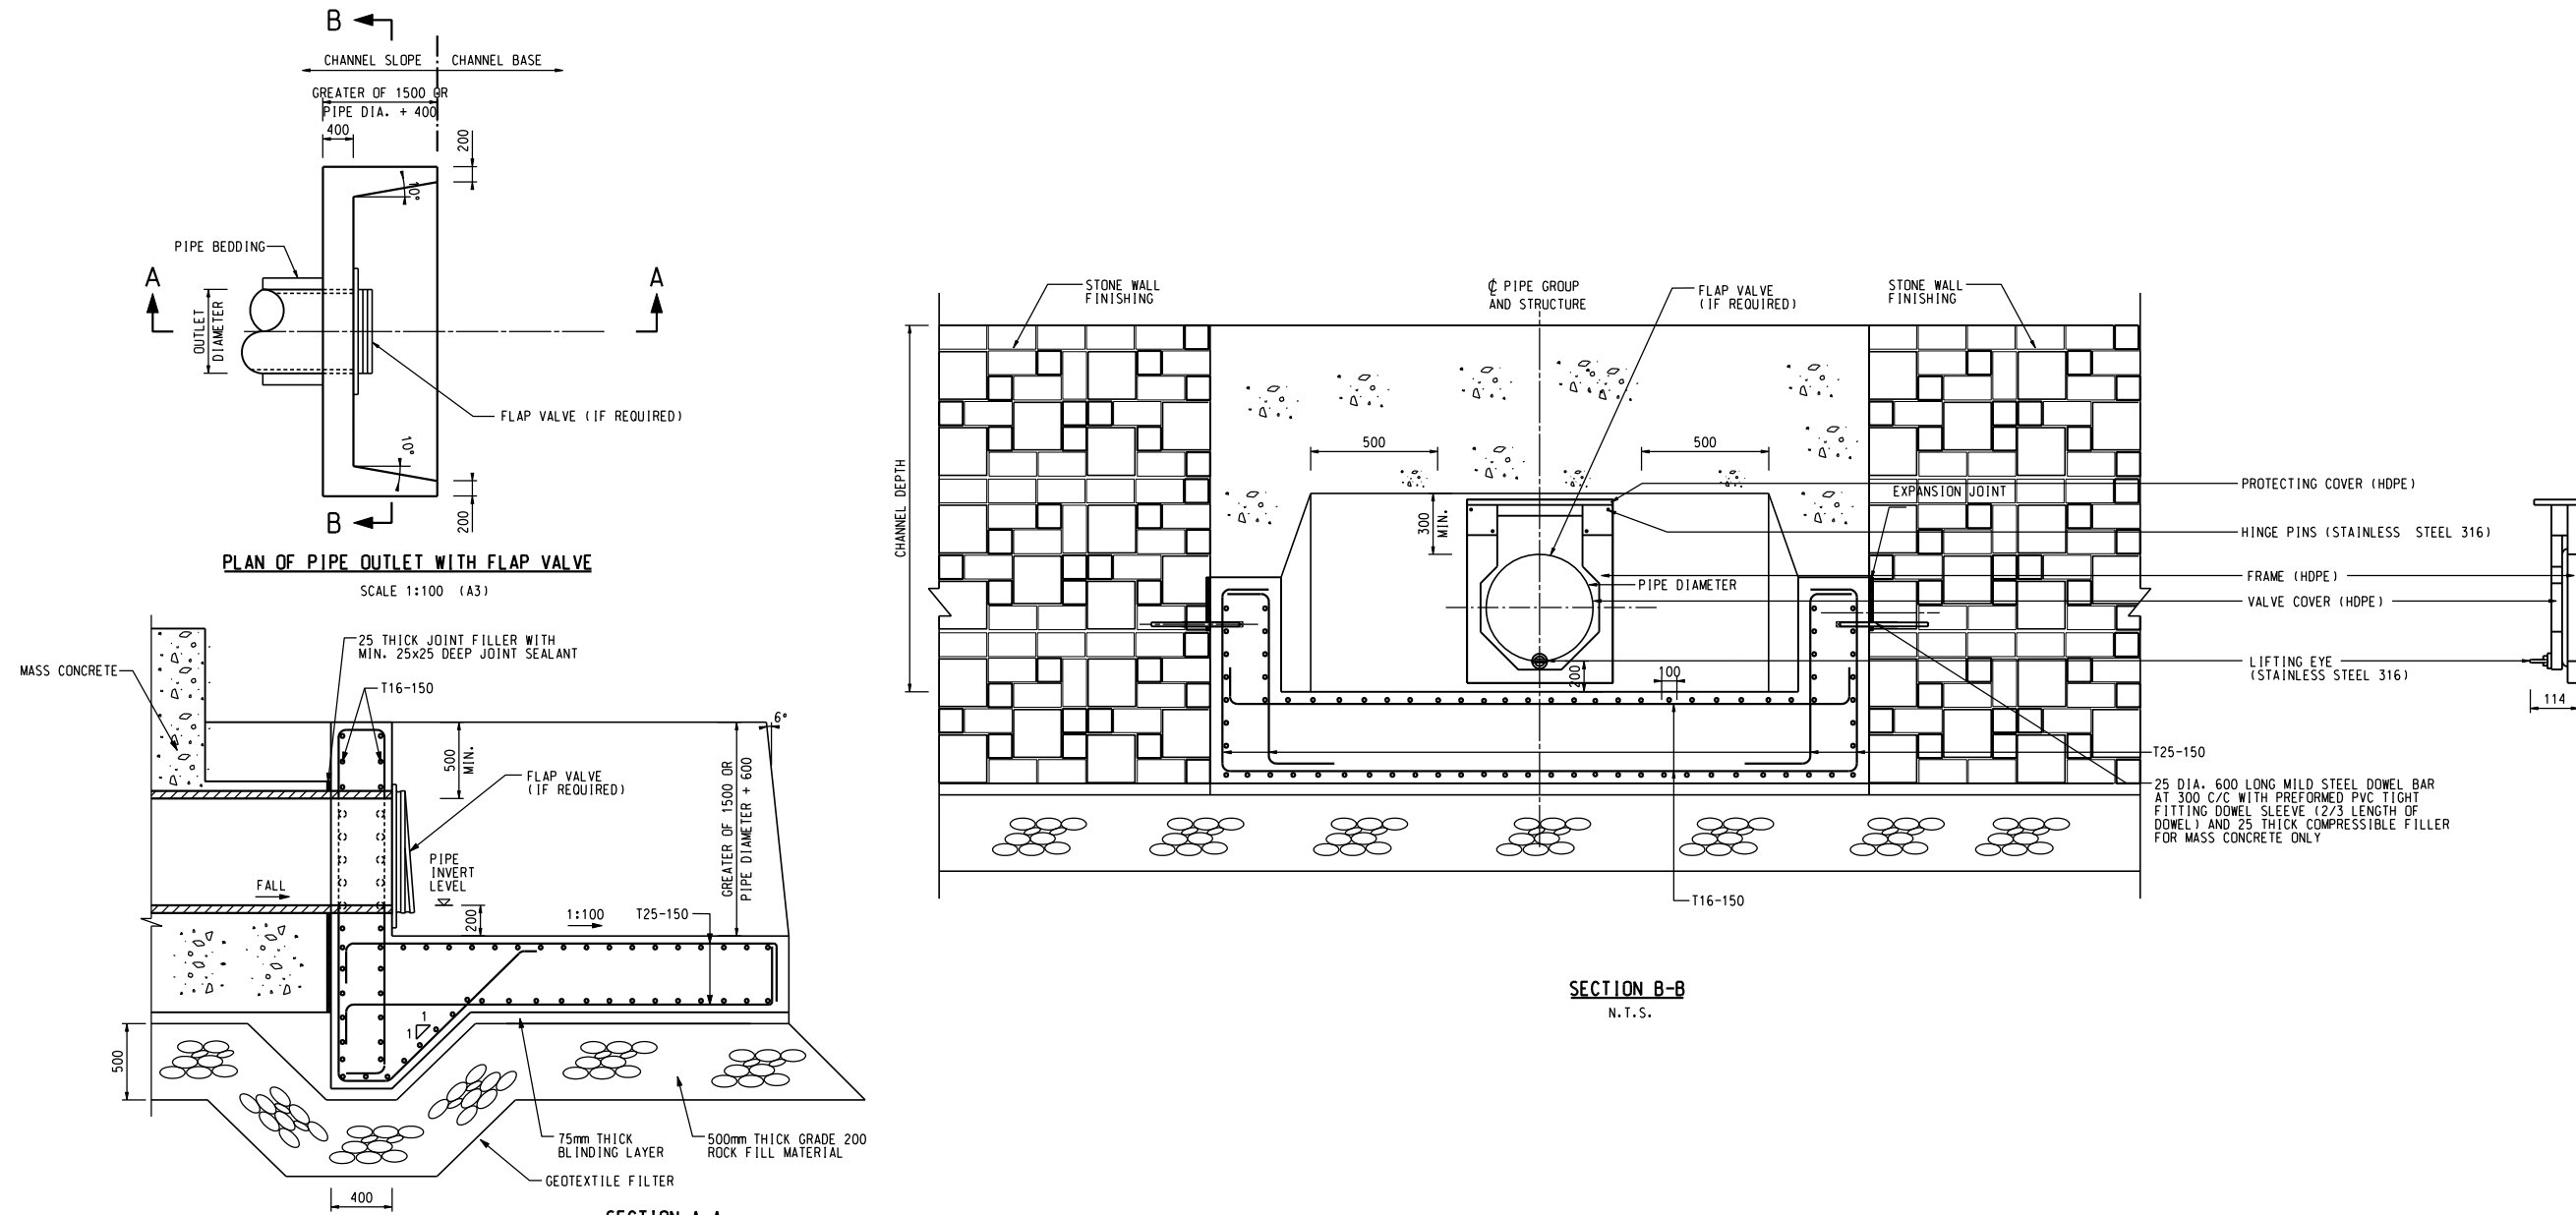 B
CHANNEL SLOPE
CHANNEL BASE
GREATER OF 1500 OR
PIPE DIA. + 400
400
200
10°
PIPE BEDDING
A
A
OUTLET
DIAMETER
FLAP VALVE (IF REQUIRED)
10°
200
B
PLAN OF PIPE OUTLET WITH FLAP VALVE
SCALE 1:100 (A3)
25 THICK JOINT FILLER WITH
MIN. 25x25 DEEP JOINT SEALANT
MASS CONCRETE
T16-150
6°
500
MIN.
FLAP VALVE
(IF REQUIRED)
GREATER OF 1500 OR
PIPE DIAMETER + 600
PIPE
INVERT
LEVEL
FALL
200
1:100
T25-150
1
1
500
75mm THICK
BLINDING LAYER
500mm THICK GRADE 200
ROCK FILL MATERIAL
GEOTEXTILE FILTER
400
SECTION A-A
STONE WALL
FINISHING
℄ PIPE GROUP
AND STRUCTURE
FLAP VALVE
(IF REQUIRED)
STONE WALL
FINISHING
CHANNEL DEPTH
500
500
300
MIN.
EXPANSION JOINT
PROTECTING COVER (HDPE)
HINGE PINS (STAINLESS STEEL 316)
FRAME (HDPE)
PIPE DIAMETER
VALVE COVER (HDPE)
LIFTING EYE
(STAINLESS STEEL 316)
200
100
114
T25-150
25 DIA. 600 LONG MILD STEEL DOWEL BAR
AT 300 C/C WITH PREFORMED PVC TIGHT
FITTING DOWEL SLEEVE (2/3 LENGTH OF
DOWEL) AND 25 THICK COMPRESSIBLE FILLER
FOR MASS CONCRETE ONLY
T16-150
SECTION B-B
N.T.S.